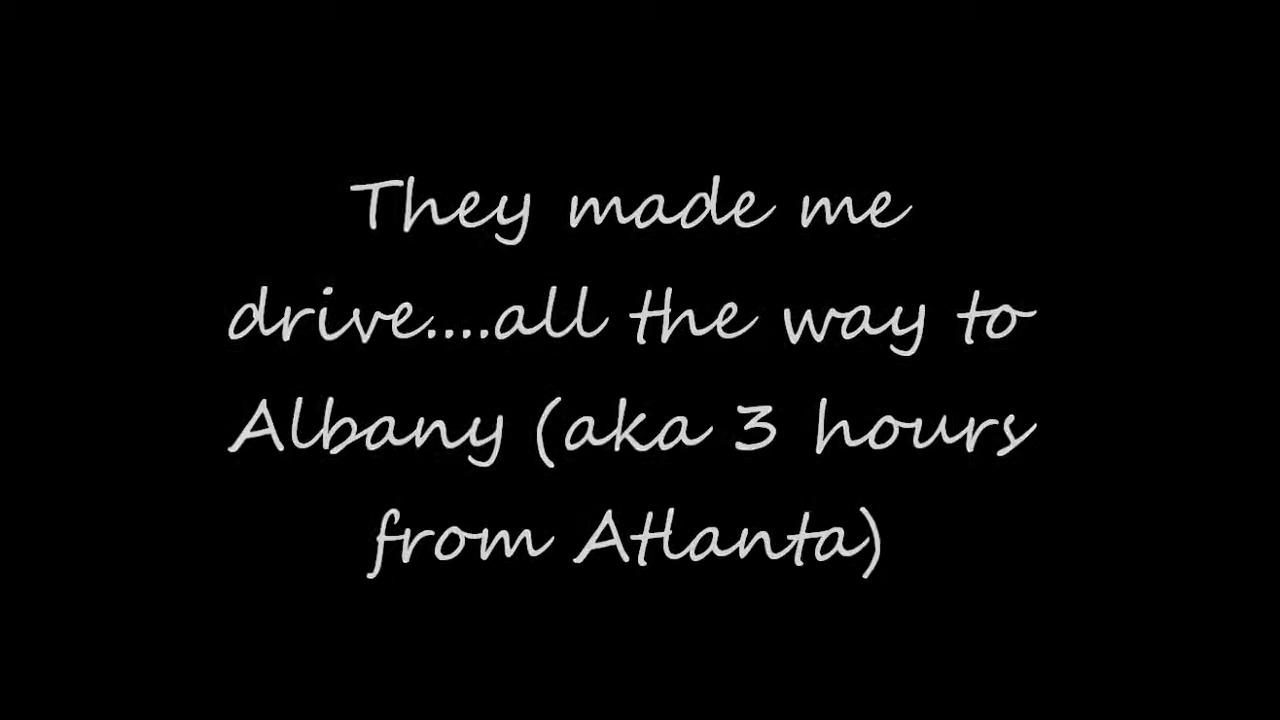 They made me
drive....all the way to
Albany (aka 3 hours
from Atlanta)